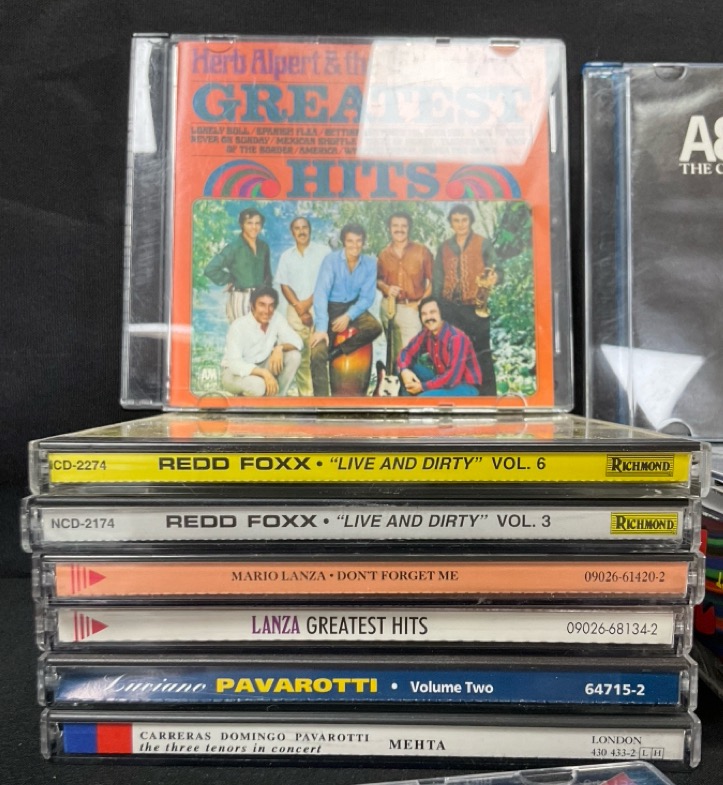 Herb Alpert & the
GREATEST
LONELY BULL / SPANISH FLEA /
NEVER ON SUNDAY / MEXICAN SHUFFLE
OF THE BORDER / AMERICA /
HITS
A&M
A&
THE C
CD-2274 REDD FOXX • "LIVE AND DIRTY" VOL. 6 RICHMOND
NCD-2174 REDD FOXX • "LIVE AND DIRTY" VOL. 3 RICHMOND
MARIO LANZA • DON'T FORGET ME 09026-61420-2
LANZA GREATEST HITS 09026-68134-2
Luciano PAVAROTTI • Volume Two 64715-2
CARRERAS DOMINGO PAVAROTTI
the three tenors in concert MEHTA
LONDON
430 433-2 L H